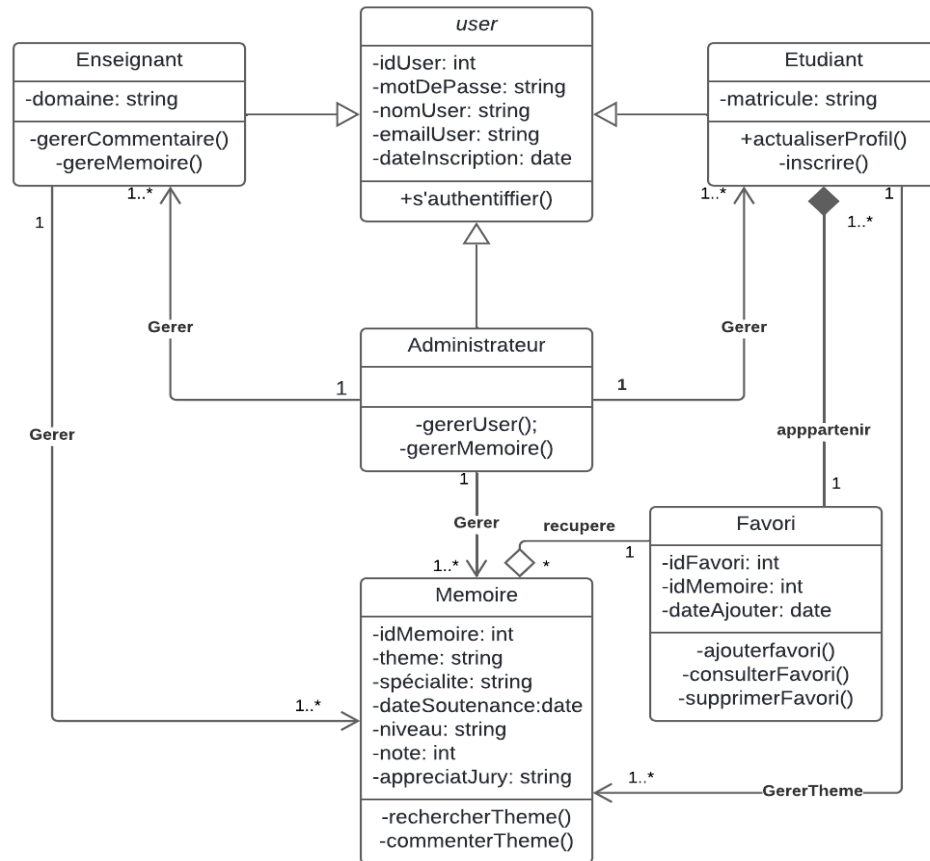 user
-idUser: int
-motDePasse: string
-nomUser: string
-emailUser: string
-dateInscription: date
+s'authentiffier()
Enseignant
-domaine: string
-gererCommentaire()
-gereMemoire()
Etudiant
-matricule: string
+actualiserProfil()
-inscrire()
1
1..*
1..*
1
1..*
Gerer
Gerer
Administrateur
-gererUser();
-gererMemoire()
1
1
Gerer
apppartenir
1
1
Gerer
recupere
1
1..*
*
Favori
-idFavori: int
-idMemoire: int
-dateAjouter: date
-ajouterfavori()
-consulterFavori()
-supprimerFavori()
Memoire
-idMemoire: int
-theme: string
-spécialite: string
-dateSoutenance:date
-niveau: string
-note: int
-appreciatJury: string
-rechercherTheme()
-commenterTheme()
1..*
1..*
GererTheme